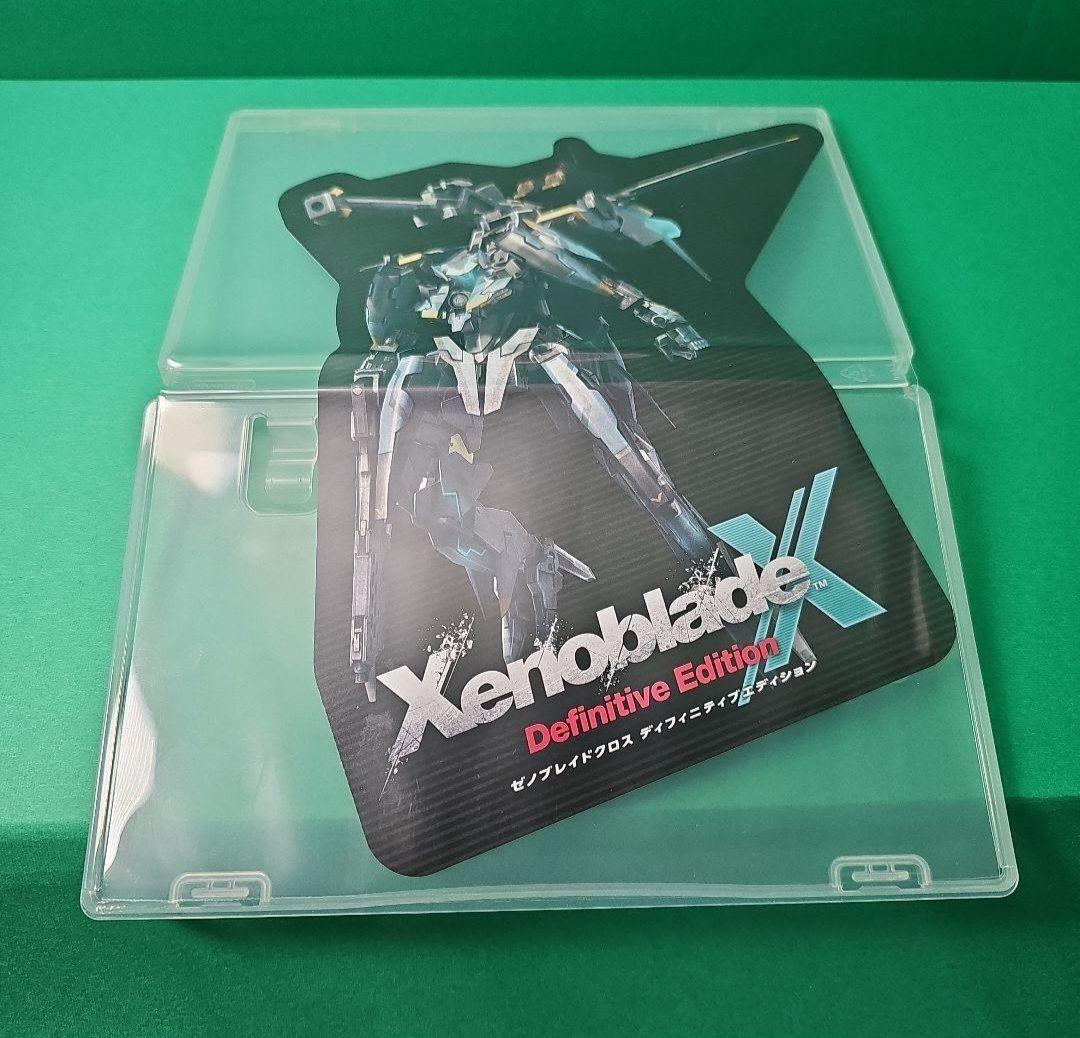 XenobladeX™
Definitive Edition
ゼノブレイドクロス ディフィニティブエディション